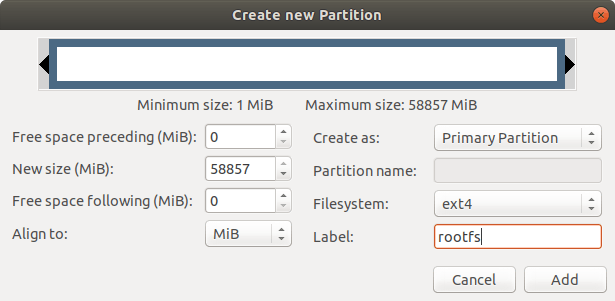 Create new Partition
Minimum size: 1 MiB Maximum size: 58857 MiB
Free space preceding (MiB): 0 Create as: Primary Partition
New size (MiB): 58857 Partition name:
Free space following (MiB): 0 Filesystem: ext4
Align to: MiB Label: rootfs
Cancel Add